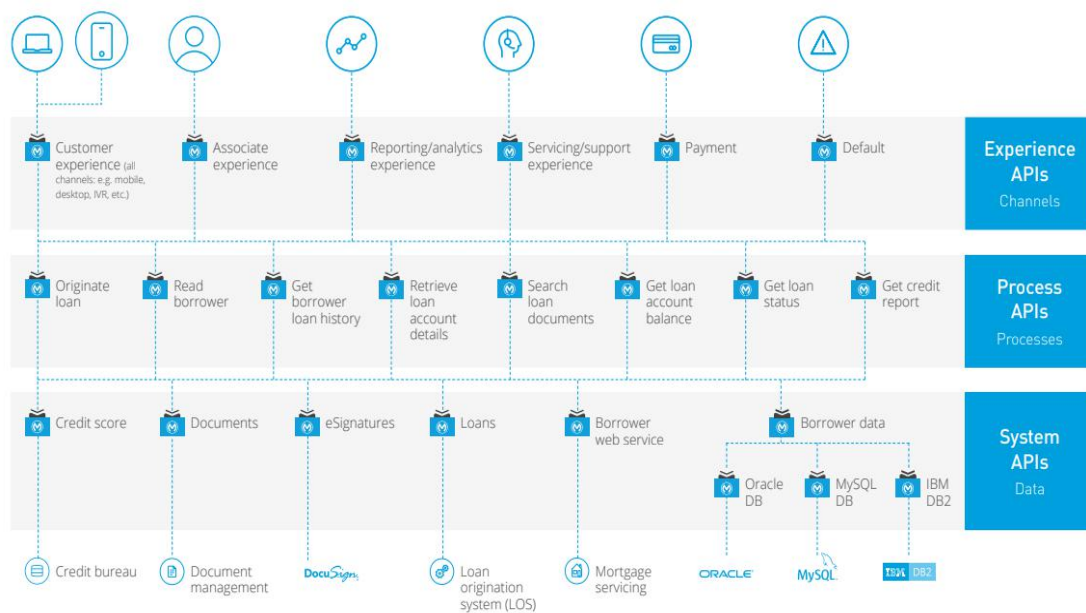 Customer
experience (all
channels: e.g. mobile,
desktop, IVR, etc.)
Associate
experience
Reporting/analytics
experience
Servicing/support
experience
Payment
Default
Experience
APIs
Channels
Originate
loan
Read
borrower
Get
borrower
loan history
Retrieve
loan
account
details
Search
loan
documents
Get loan
account
balance
Get loan
status
Get credit
report
Process
APIs
Processes
Credit score
Documents
eSignatures
Loans
Borrower
web service
Borrower data
Oracle
DB
MySQL
DB
IBM
DB2
System
APIs
Data
Credit bureau
Document
management
DocuSign
Loan
origination
system (LOS)
Mortgage
servicing
ORACLE
MySQL
IBM DB2